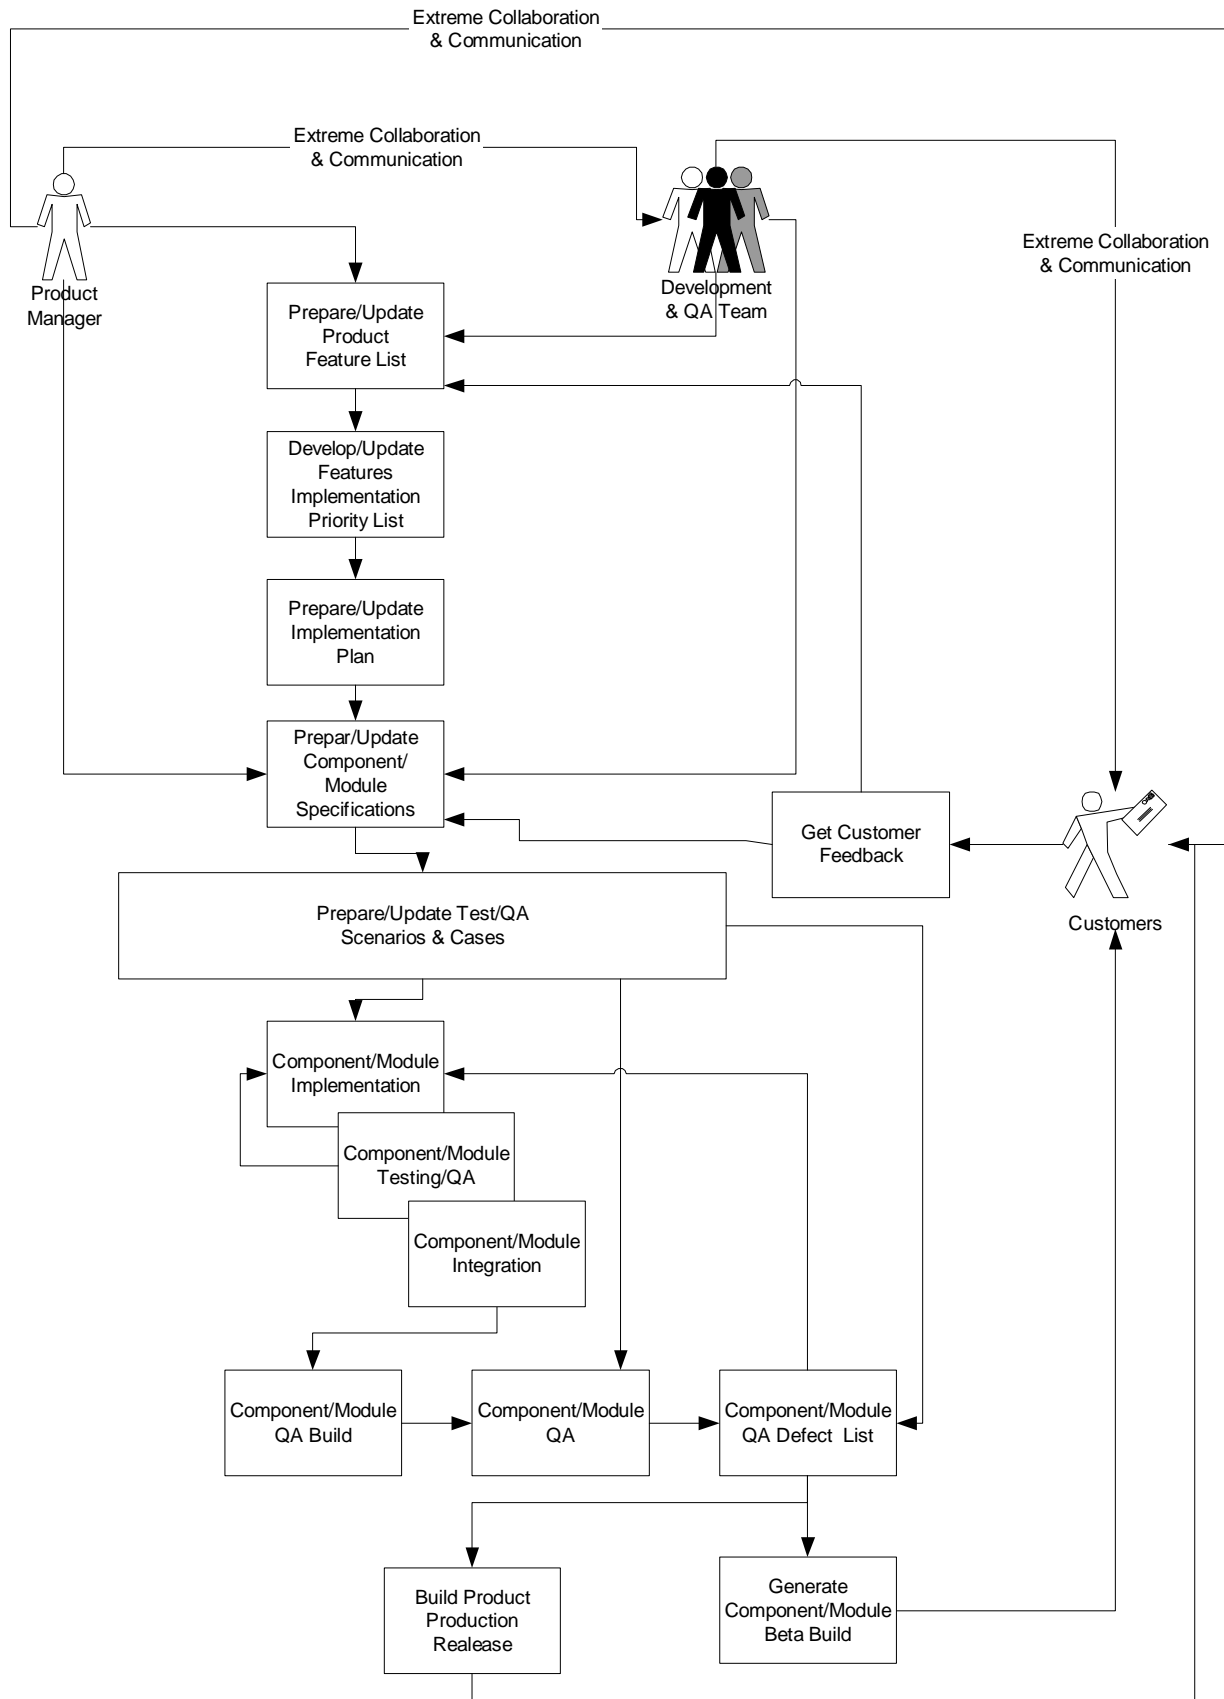 Extreme Collaboration
& Communication
Extreme Collaboration
& Communication
Extreme Collaboration
& Communication
Product
Manager
Development
& QA Team
Prepare/Update
Product
Feature List
Develop/Update
Features
Implementation
Priority List
Prepare/Update
Implementation
Plan
Prepar/Update
Component/
Module
Specifications
Get Customer
Feedback
Customers
Prepare/Update Test/QA
Scenarios & Cases
Component/Module
Implementation
Component/Module
Testing/QA
Component/Module
Integration
Component/Module
QA Build
Component/Module
QA
Component/Module
QA Defect List
Build Product
Production
Realease
Generate
Component/Module
Beta Build